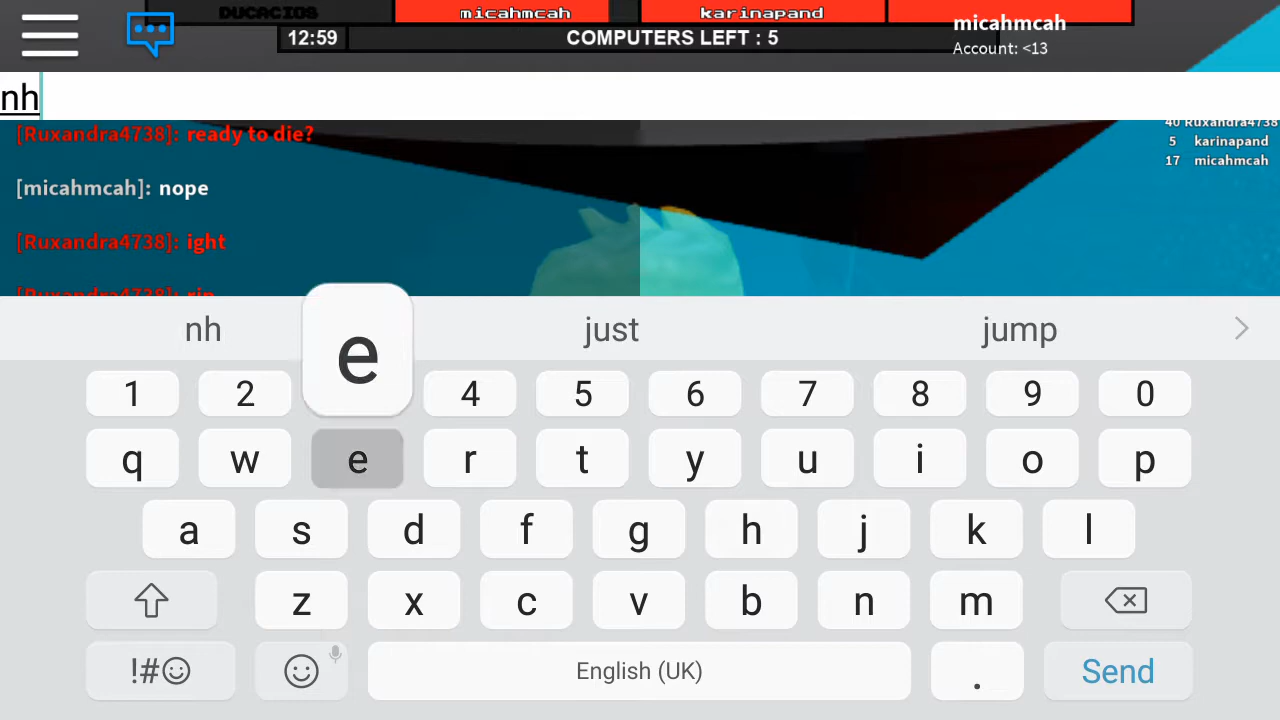 DUCACIOS micahmcah karinapand
12:59 COMPUTERS LEFT : 5
micahmcah
Account: <13
nh
[Ruxandra4738]: ready to die?
[micahmcah]: nope
[Ruxandra4738]: ight
[Ruxandra4738]: rip
40 Ruxandra4738
5 karinapand
17 micahmcah
nh just jump
e
1 2 4 5 6 7 8 9 0
q w e r t y u i o p
a s d f g h j k l
z x c v b n m
!#☺ English (UK) . Send